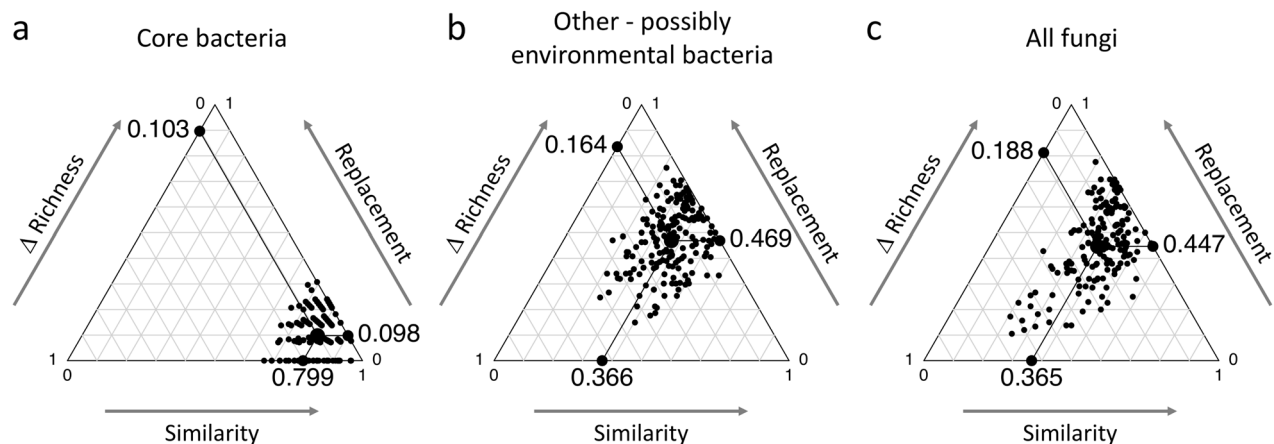 a
Core bacteria
0 1
0.103
Δ Richness
Replacement
0.098
1
0
0
1
0.799
Similarity
b
Other - possibly
environmental bacteria
0 1
0.164
Δ Richness
Replacement
0.469
1
0
0
1
0.366
Similarity
c
All fungi
0 1
0.188
Δ Richness
Replacement
0.447
1
0
0
1
0.365
Similarity